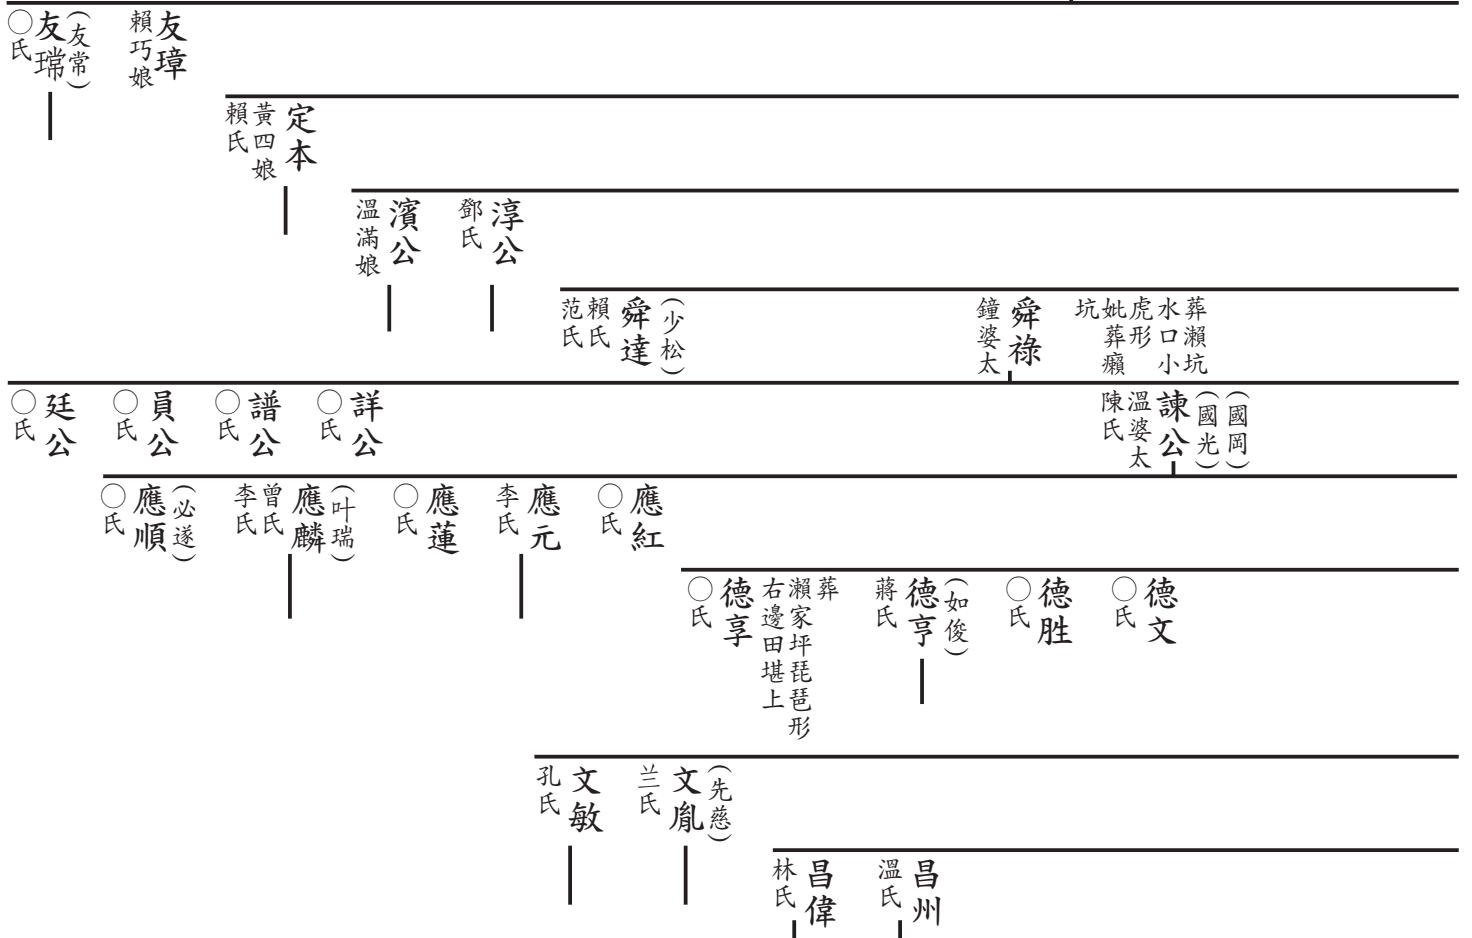 友璋
賴巧娘
(友常)
友瑺
○氏
定本
黃四娘
賴氏
淳公
鄧氏
濱公
溫滿娘
葬瀨坑
水口小
虎形
妣葬癩
坑
舜祿
鐘婆太
(少松)
舜達
賴氏
范氏
(國岡)
(國光)
諫公
溫婆太
陳氏
詳公
○氏
譜公
○氏
員公
○氏
廷公
○氏
應紅
○氏
應元
李氏
應蓮
○氏
(叶瑞)
應麟
曾氏
李氏
(必遂)
應順
○氏
德文
○氏
德胜
○氏
(如俊)
德亨
蔣氏
葬
瀨家坪琵琶形
右邊田堪上
德享
○氏
(先慈)
文胤
兰氏
文敏
孔氏
昌州
溫氏
昌偉
林氏